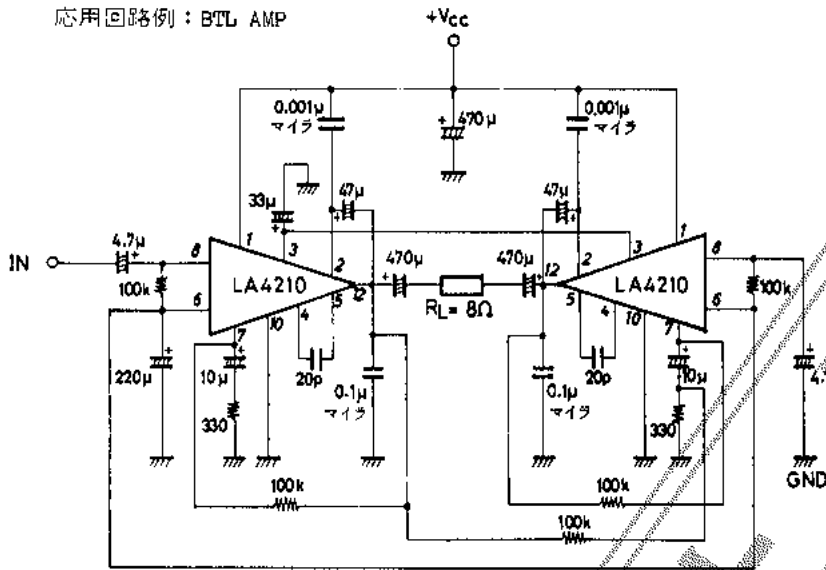 応用回路例：BTL AMP
+Vcc
0.001μ
マイラ
470μ
0.001μ
マイラ
33μ
47μ
47μ
IN
4.7μ
100k
8
6
1
3
2
LA4210
5
12
4
10
7
470μ
RL= 8Ω
470μ
12
2
3
1
LA4210
5
4
10
7
8
6
100k
220μ
10μ
330
20p
0.1μ
マイラ
0.1μ
マイラ
20p
10μ
330
GND
100k
100k
100k